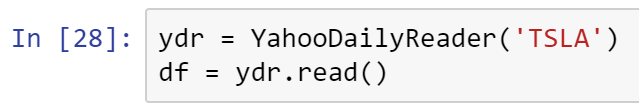 In [28]: ydr = YahooDailyReader('TSLA')
df = ydr.read()